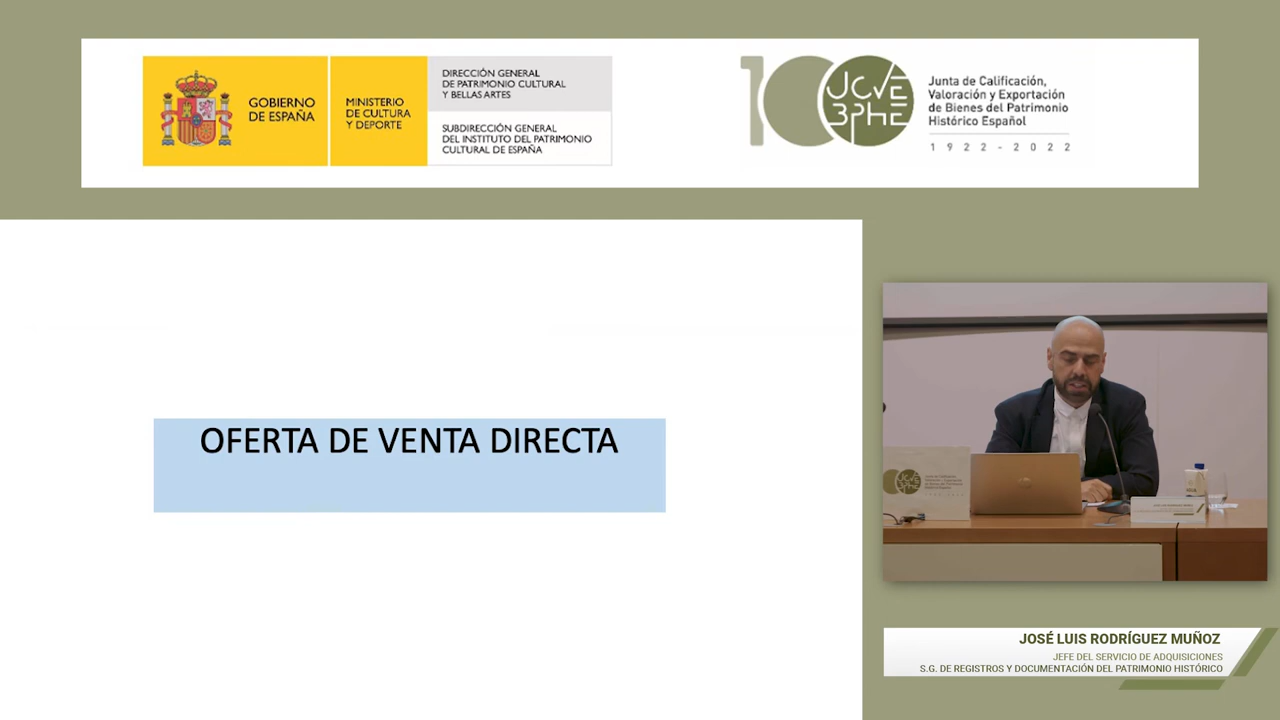 GOBIERNO
DE ESPAÑA
MINISTERIO
DE CULTURA
Y DEPORTE
DIRECCIÓN GENERAL
DE PATRIMONIO CULTURAL
Y BELLAS ARTES
SUBDIRECCIÓN GENERAL
DEL INSTITUTO DEL PATRIMONIO
CULTURAL DE ESPAÑA
100
JCVE
BPHE
Junta de Calificación,
Valoración y Exportación
de Bienes del Patrimonio
Histórico Español
1922-2022
OFERTA DE VENTA DIRECTA
JOSÉ LUIS RODRÍGUEZ MUÑOZ
JEFE DEL SERVICIO DE ADQUISICIONES
S.G. DE REGISTROS Y DOCUMENTACIÓN DEL PATRIMONIO HISTÓRICO